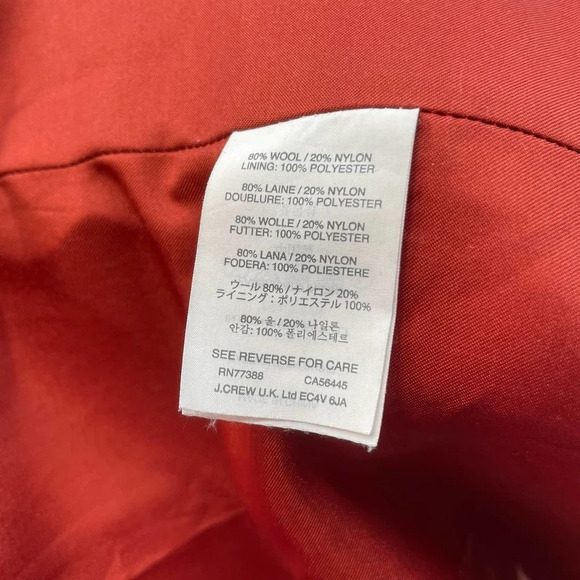 80% WOOL / 20% NYLON
LINING: 100% POLYESTER
80% LAINE / 20% NYLON
DOUBLURE: 100% POLYESTER
80% WOLLE / 20% NYLON
FUTTER: 100% POLYESTER
80% LANA / 20% NYLON
FODERA: 100% POLIESTERE
ウール 80% / ナイロン 20%
ライニング : ポリエステル 100%
80% 울 / 20% 나일론
안감: 100% 폴리에스테르
SEE REVERSE FOR CARE
RN77388 CA56445
J.CREW U.K. Ltd EC4V 6JA